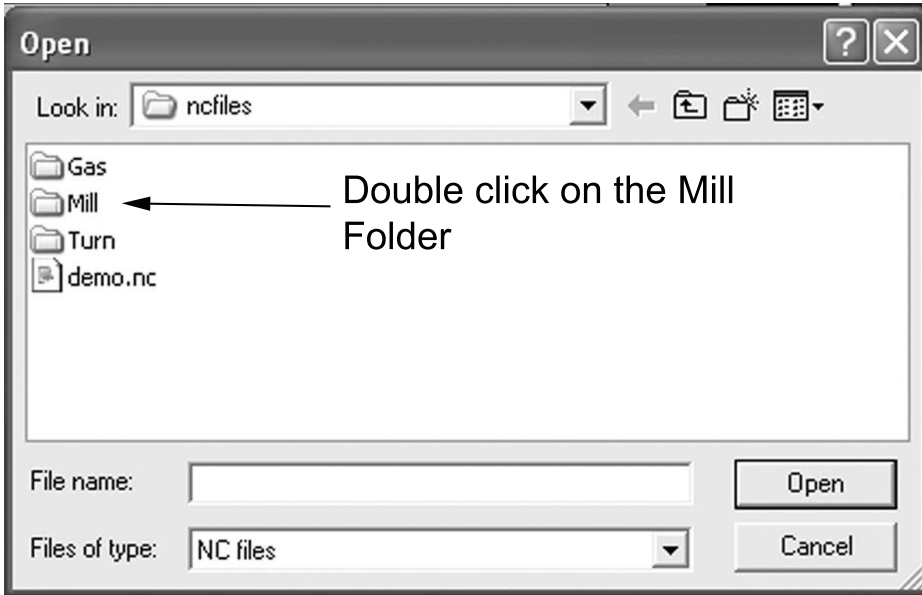 Open
Look in: ncfiles
Gas
Mill
Turn
demo.nc
Double click on the Mill
Folder
File name:
Open
Files of type: NC files
Cancel